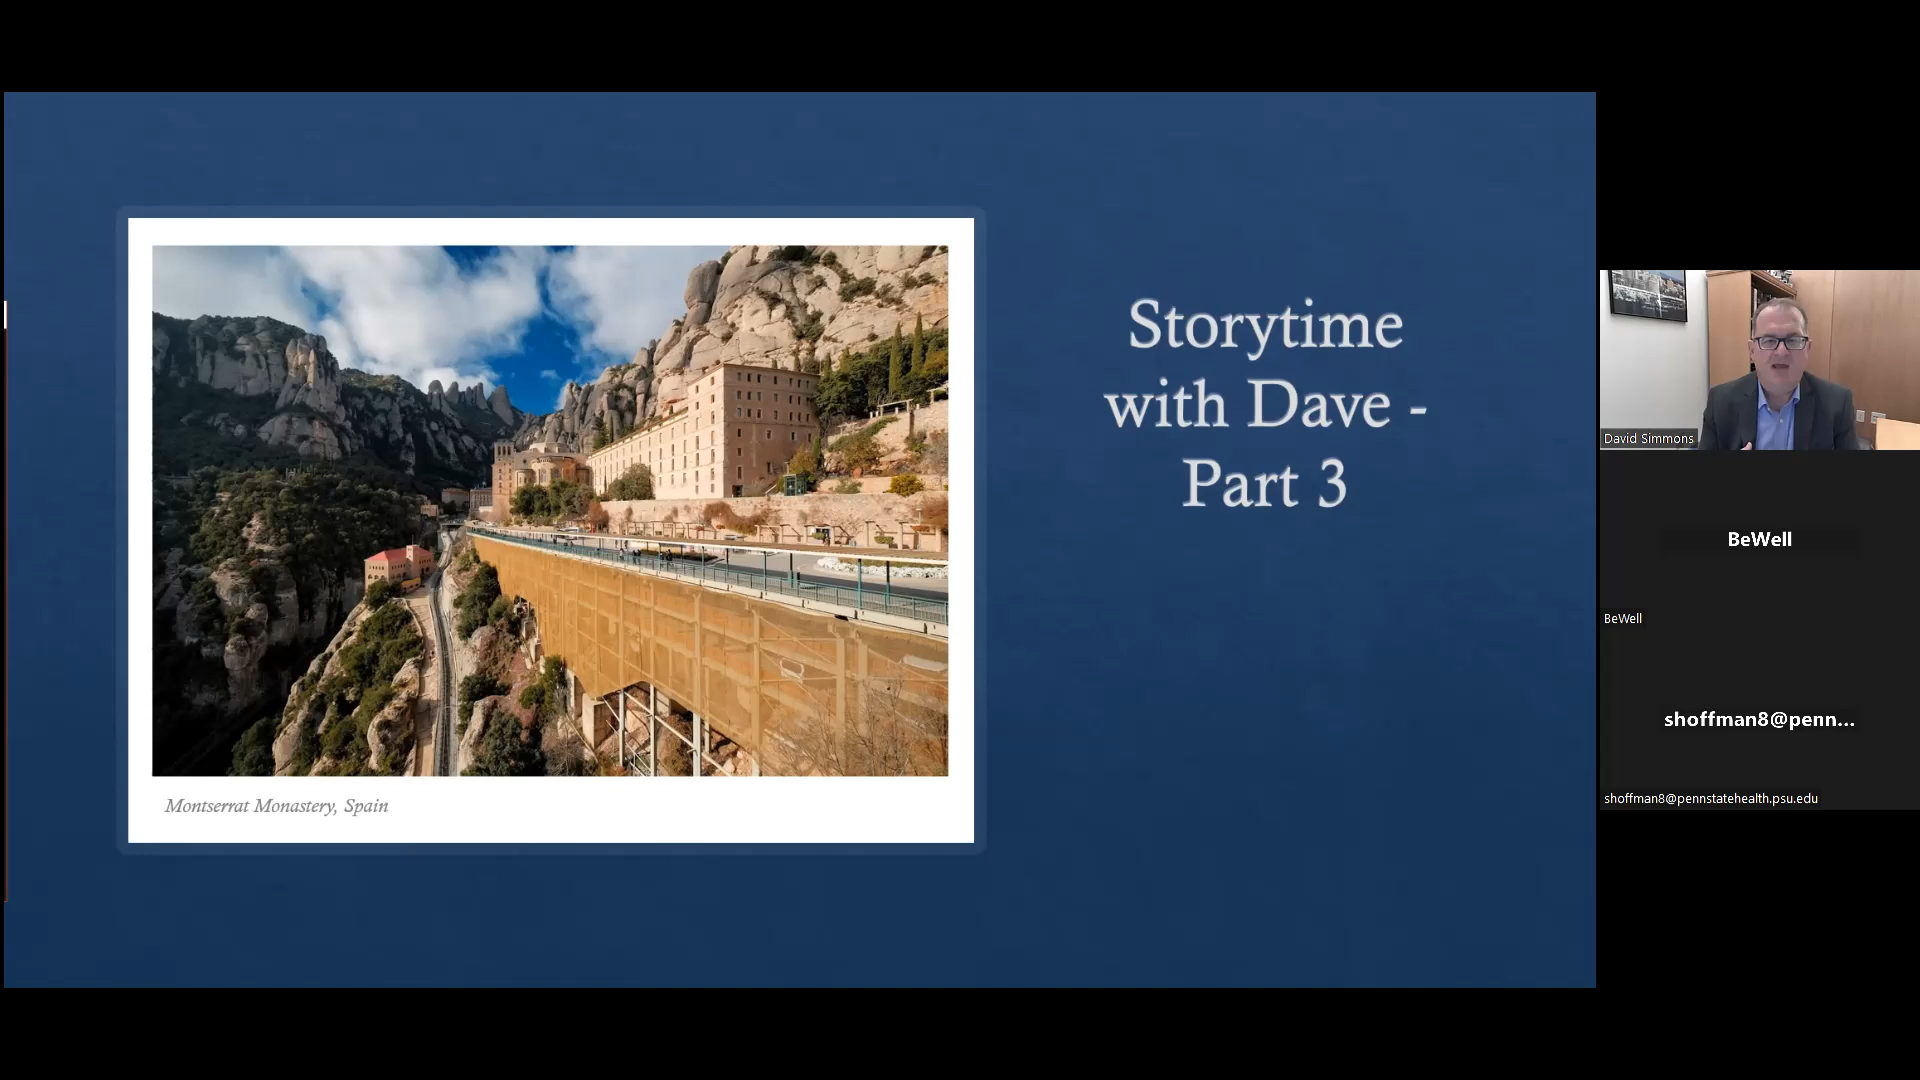 Storytime
with Dave -
Part 3
Montserrat Monastery, Spain
David Simmons
BeWell
BeWell
shoffman8@penn...
shoffman8@pennstatehealth.psu.edu